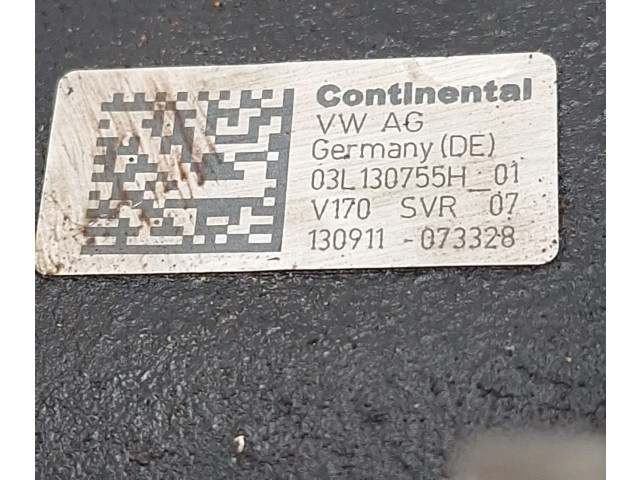 Continental
VW AG
Germany (DE)
03L130755H_01
V170 SVR 07
130911 -073328